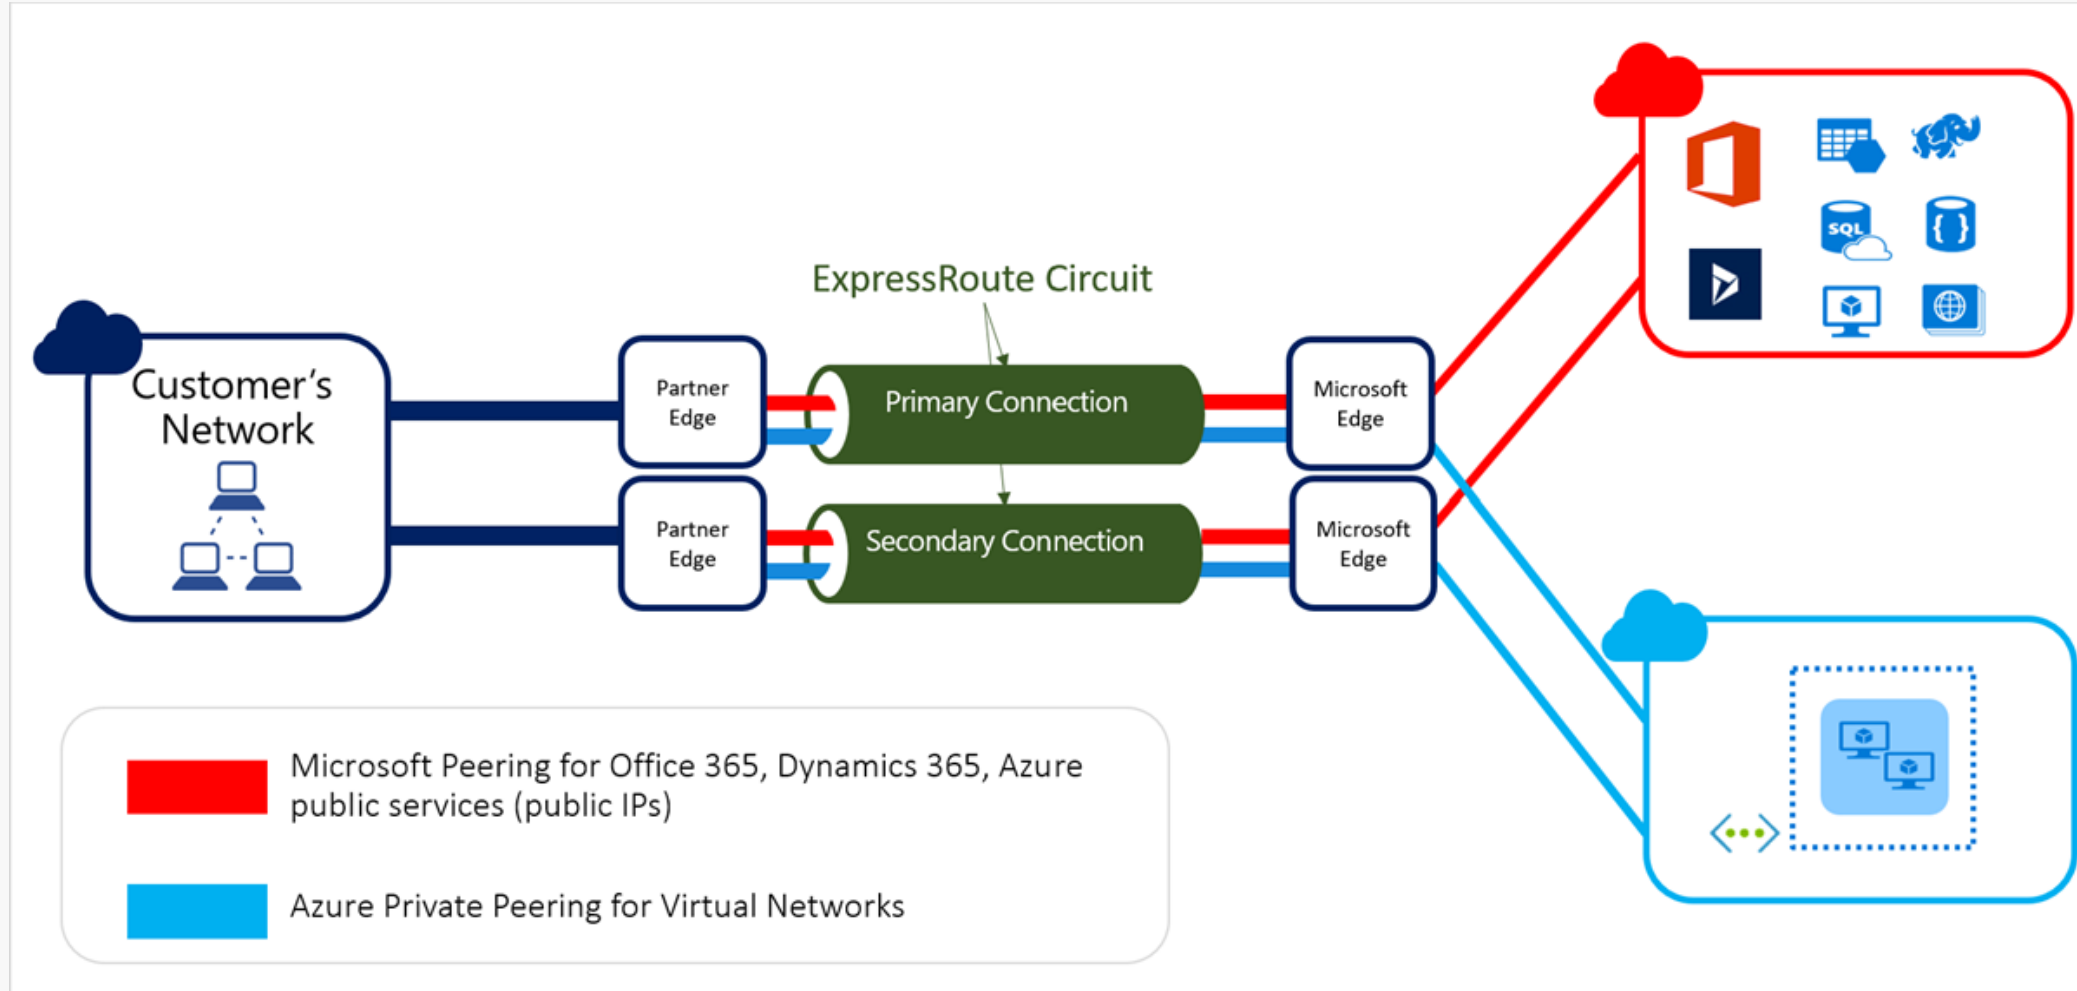 ExpressRoute Circuit
Customer's
Network
Partner
Edge
Primary Connection
Microsoft
Edge
Partner
Edge
Secondary Connection
Microsoft
Edge
SQL
Microsoft Peering for Office 365, Dynamics 365, Azure
public services (public IPs)
Azure Private Peering for Virtual Networks